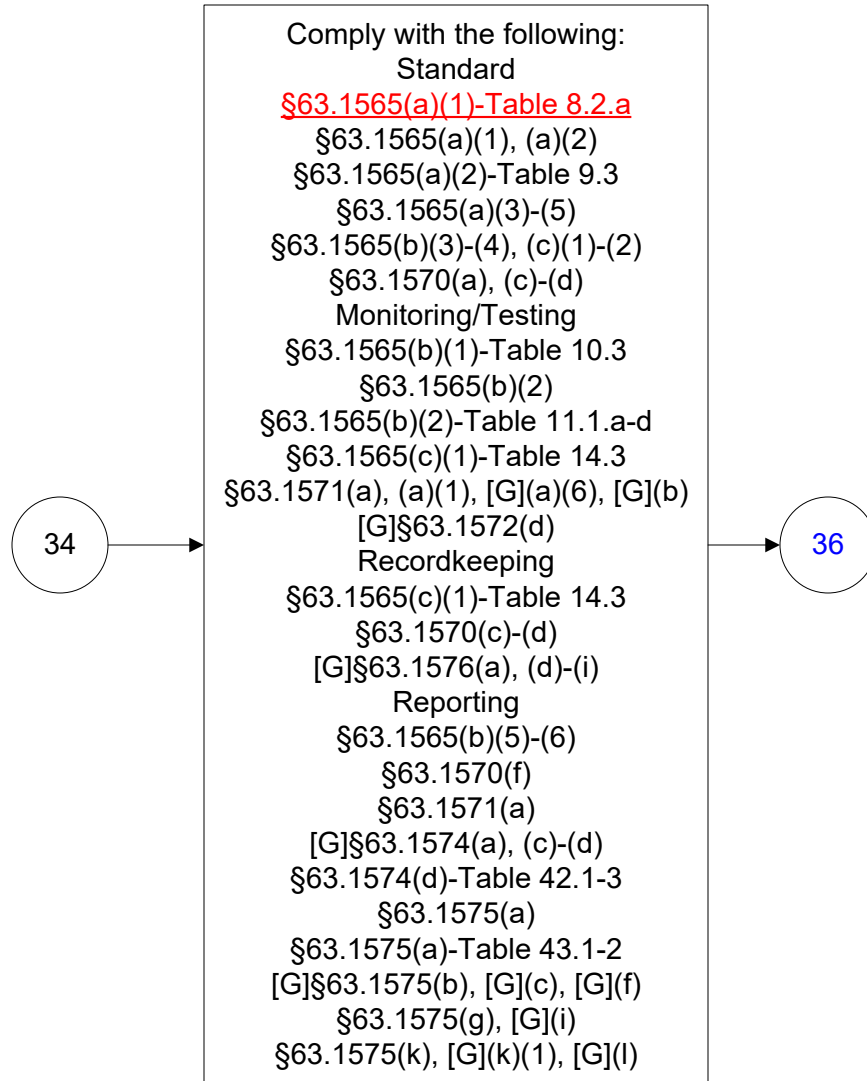 Comply with the following:
Standard
§63.1565(a)(1)-Table 8.2.a
§63.1565(a)(1), (a)(2)
§63.1565(a)(2)-Table 9.3
§63.1565(a)(3)-(5)
§63.1565(b)(3)-(4), (c)(1)-(2)
§63.1570(a), (c)-(d)
Monitoring/Testing
§63.1565(b)(1)-Table 10.3
§63.1565(b)(2)
§63.1565(b)(2)-Table 11.1.a-d
§63.1565(c)(1)-Table 14.3
§63.1571(a), (a)(1), [G](a)(6), [G](b)
[G]§63.1572(d)
34
36
Recordkeeping
§63.1565(c)(1)-Table 14.3
§63.1570(c)-(d)
[G]§63.1576(a), (d)-(i)
Reporting
§63.1565(b)(5)-(6)
§63.1570(f)
§63.1571(a)
[G]§63.1574(a), (c)-(d)
§63.1574(d)-Table 42.1-3
§63.1575(a)
§63.1575(a)-Table 43.1-2
[G]§63.1575(b), [G](c), [G](f)
§63.1575(g), [G](i)
§63.1575(k), [G](k)(1), [G](l)